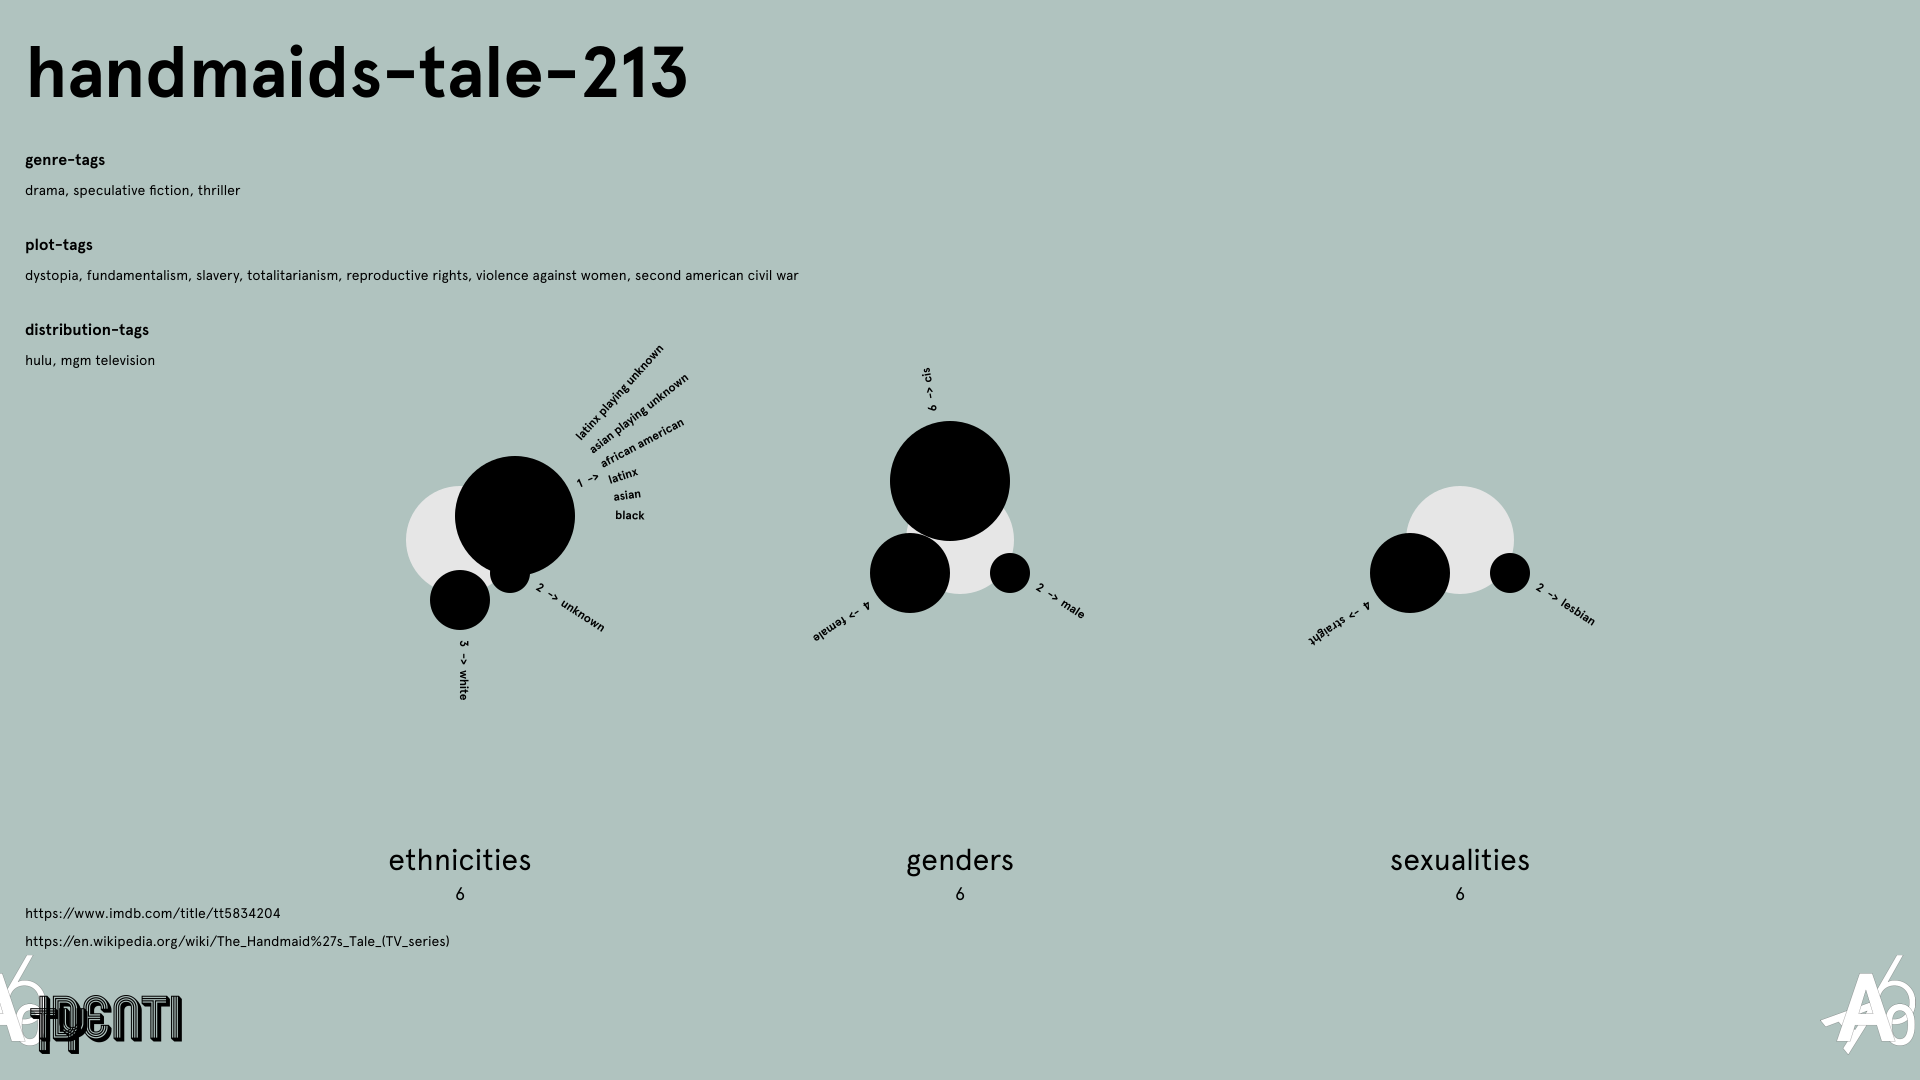 handmaids-tale-213
genre-tags
drama, speculative fiction, thriller
plot-tags
dystopia, fundamentalism, slavery, totalitarianism, reproductive rights, violence against women, second american civil war
distribution-tags
hulu, mgm television
latinx playing unknown
asian playing unknown
african american
1 -> latinx
asian
black
2 -> unknown
3 -> white
6 -> cis
4 -> female
2 -> male
4 -> straight
2 -> lesbian
ethnicities
6
genders
6
sexualities
6
https://www.imdb.com/title/tt5834204
https://en.wikipedia.org/wiki/The_Handmaid%27s_Tale_(TV_series)
IDENTI